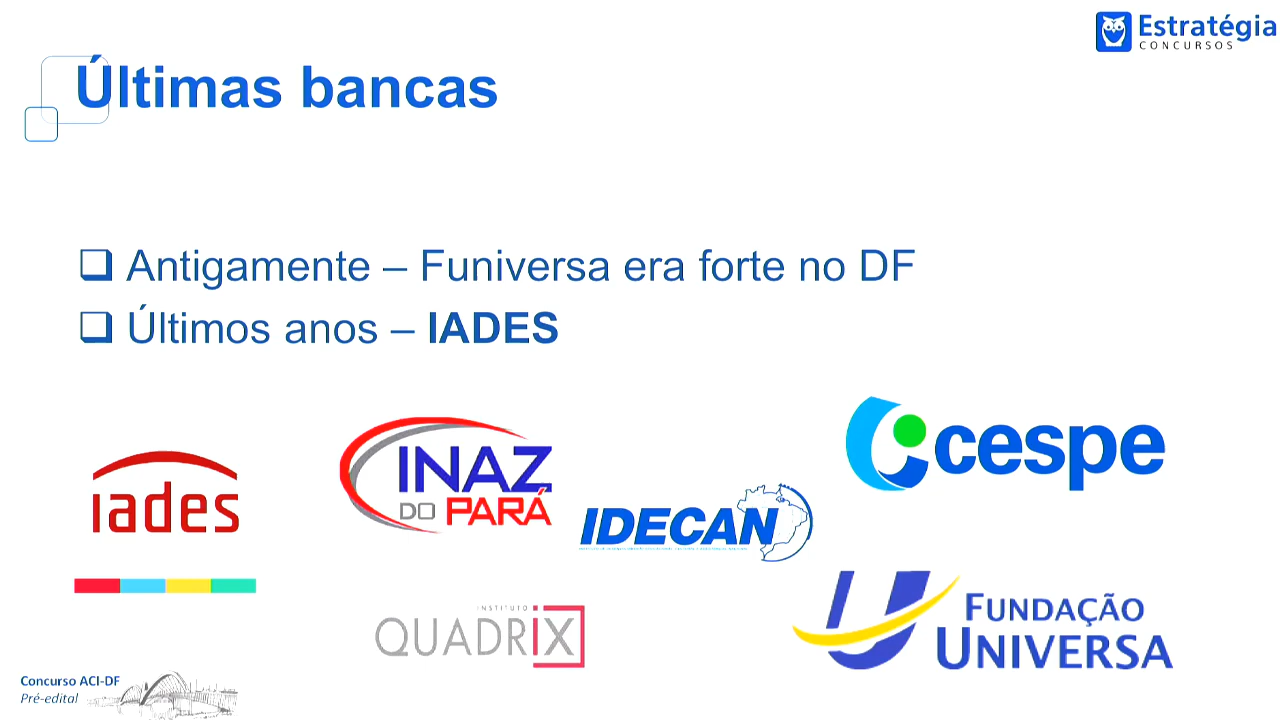 Estratégia
CONCURSOS
Últimas bancas
❑ Antigamente – Funiversa era forte no DF
❑ Últimos anos – IADES
iades
INAZ
DO PARÁ
IDECAN
cespe
INSTITUTO
QUADRIX
FUNDAÇÃO
UNIVERSA
Concurso ACI-DF
Pré-edital